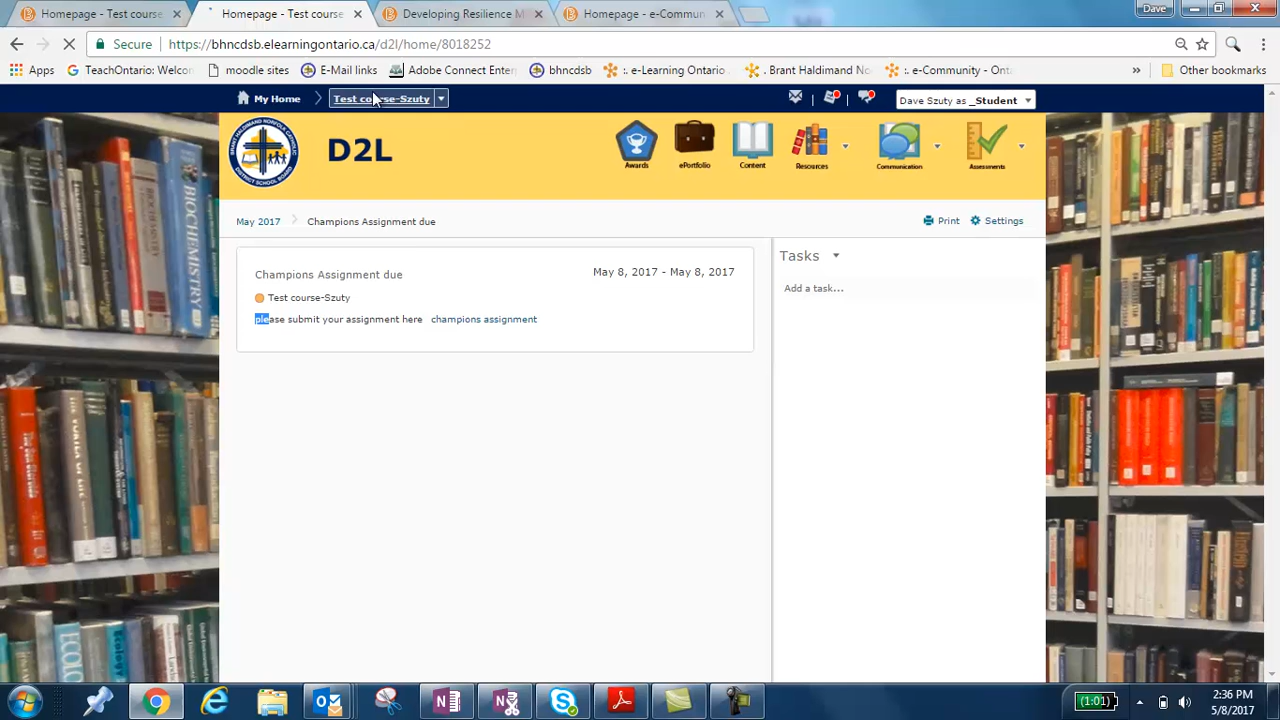 Homepage - Test course
Homepage - Test course
Developing Resilience M
Homepage - e-Commun
Dave
Secure
https://bhncdsb.elearningontario.ca/d2l/home/8018252
Apps
TeachOntario: Welcom
moodle sites
E-Mail links
Adobe Connect Enter
bhncdsb
:: e-Learning Ontario
. Brant Haldimand No
:: e-Community - Ont
»
Other bookmarks
My Home
Test course-Szuty
Dave Szuty as _Student
D2L
Awards
ePortfolio
Content
Resources
Communication
Assessments
May 2017
Champions Assignment due
Print
Settings
Champions Assignment due
May 8, 2017 - May 8, 2017
Test course-Szuty
please submit your assignment here champions assignment
Tasks
Add a task...
BIOCHEMISTRY
(1:01)
2:36 PM
5/8/2017